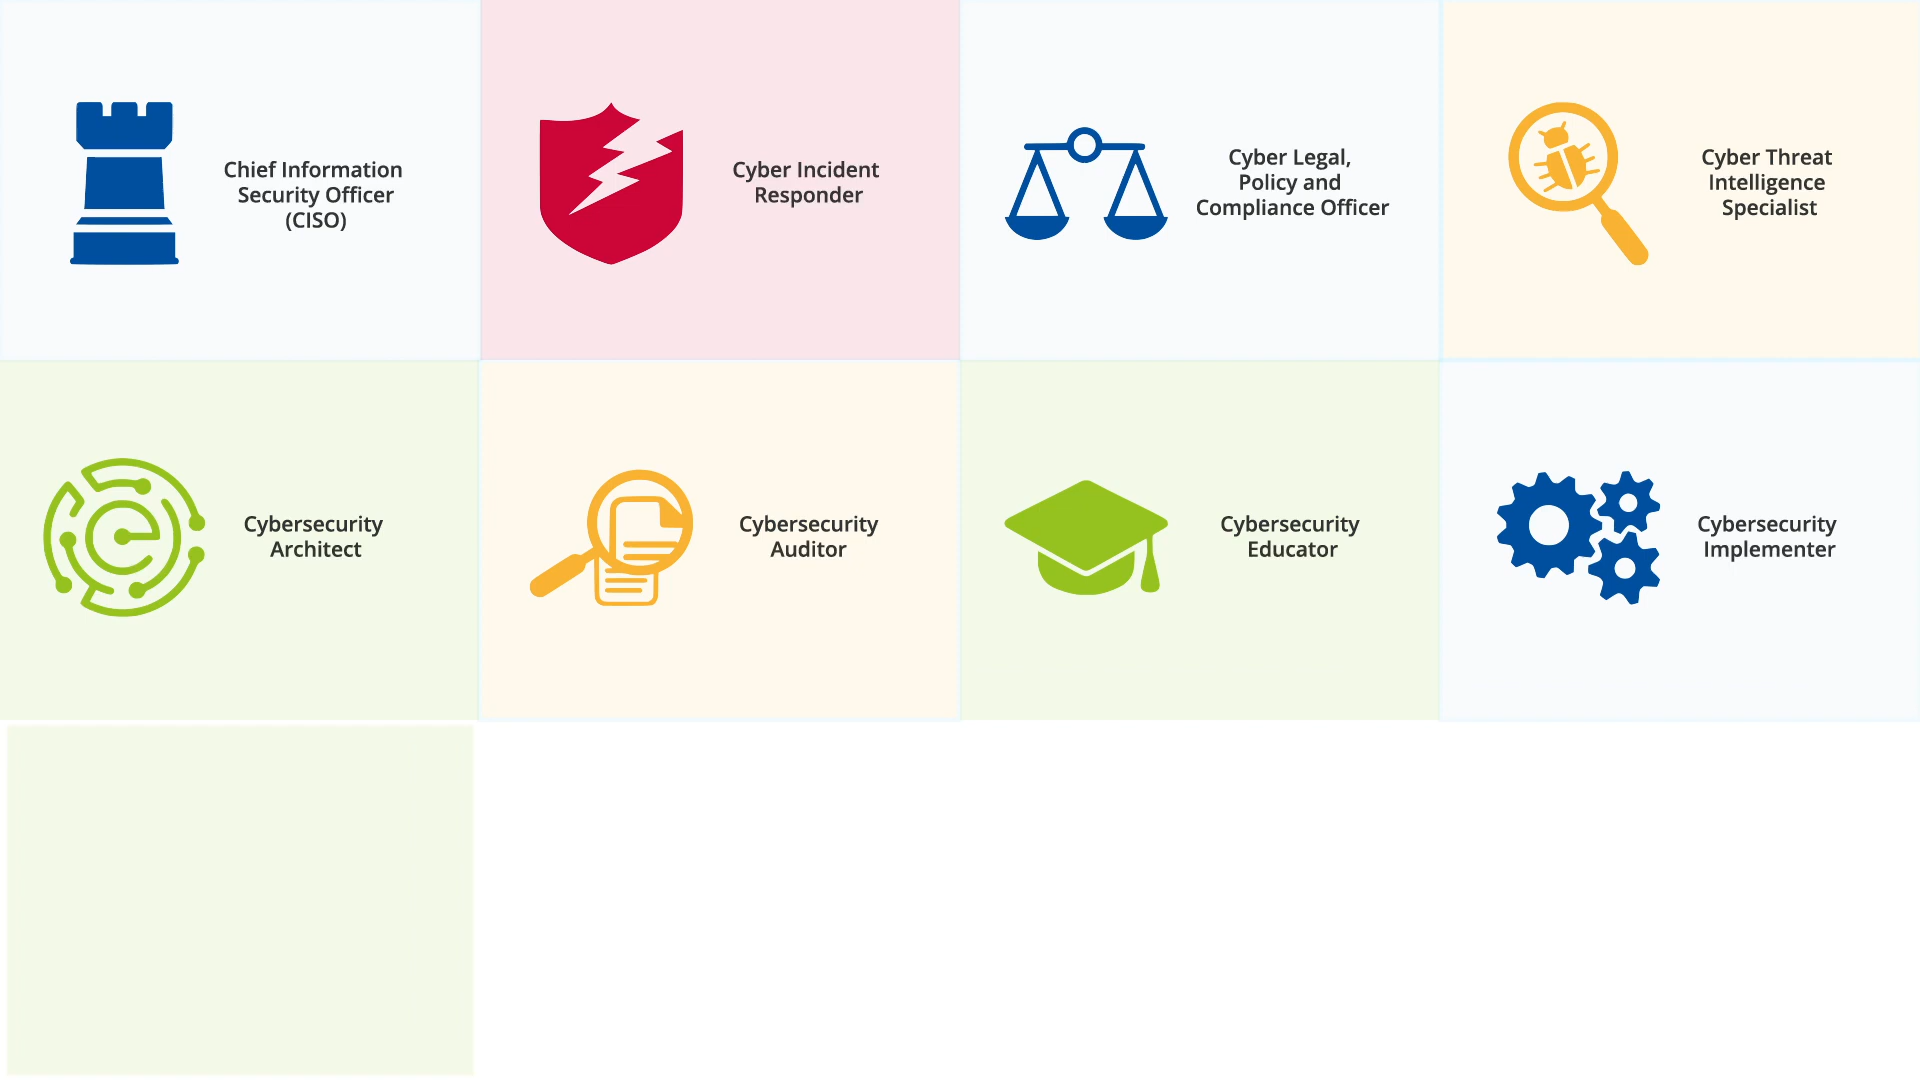 Chief Information
Security Officer
(CISO)
Cyber Incident
Responder
Cyber Legal,
Policy and
Compliance Officer
Cyber Threat
Intelligence
Specialist
Cybersecurity
Architect
Cybersecurity
Auditor
Cybersecurity
Educator
Cybersecurity
Implementer